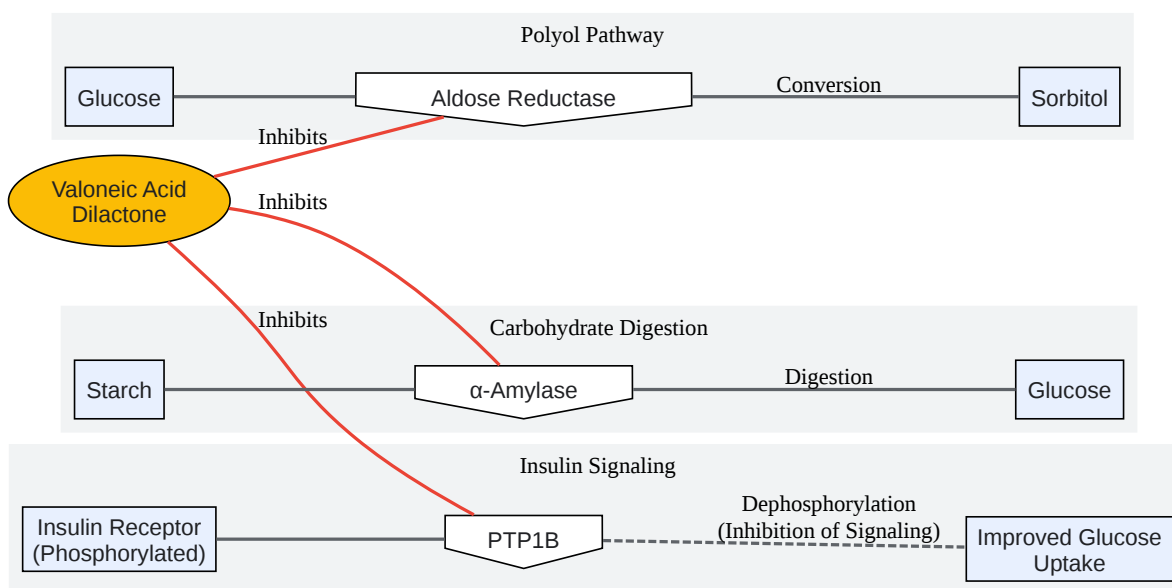 Polyol Pathway
Glucose
Aldose Reductase
Conversion
Sorbitol
Inhibits
Valoneic Acid
Dilactone
Inhibits
Inhibits
Carbohydrate Digestion
Starch
α-Amylase
Digestion
Glucose
Insulin Signaling
Insulin Receptor
(Phosphorylated)
PTP1B
Dephosphorylation
(Inhibition of Signaling)
Improved Glucose
Uptake